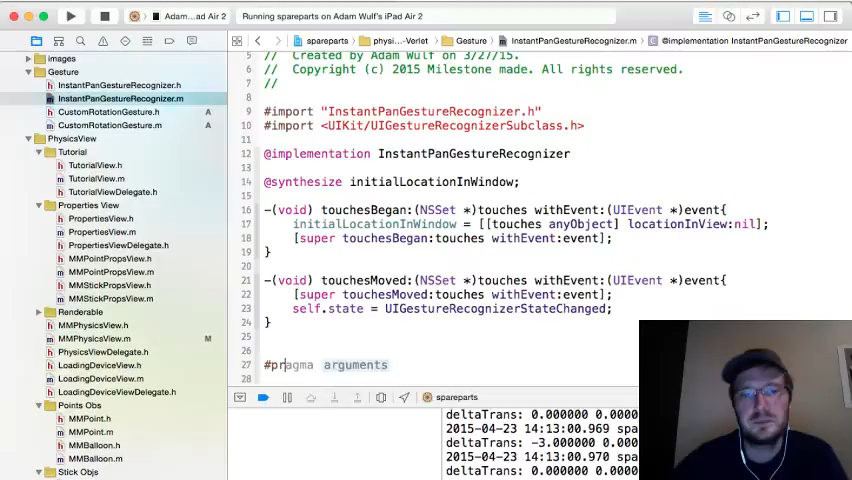 Adam...ad Air 2
Running spareparts on Adam Wulf's iPad Air 2
spareparts
physi...-Verlet
Gesture
InstantPanGestureRecognizer.m
@implementation InstantPanGestureRecognizer
images
Gesture
InstantPanGestureRecognizer.h
InstantPanGestureRecognizer.m
CustomRotationGesture.h A
CustomRotationGesture.m A
PhysicsView
Tutorial
TutorialView.h
TutorialView.m
TutorialViewDelegate.h
Properties View
PropertiesView.h
PropertiesView.m
PropertiesViewDelegate.h
MMPointPropsView.h
MMPointPropsView.m
MMStickPropsView.h
MMStickPropsView.m
Renderable
MMPhysicsView.h
MMPhysicsView.m M
PhysicsViewDelegate.h
LoadingDeviceView.h
LoadingDeviceView.m
LoadingDeviceViewDelegate.h
Points Obs
MMPoint.h
MMPoint.m
MMBalloon.h
MMBalloon.m
Stick Objs
5 // Created by Adam Wulf on 3/27/15.
6 // Copyright (c) 2015 Milestone made. All rights reserved.
7 //
8
9 #import "InstantPanGestureRecognizer.h"
10 #import <UIKit/UIGestureRecognizerSubclass.h>
11
12 @implementation InstantPanGestureRecognizer
13
14 @synthesize initialLocationInWindow;
15
16 -(void) touchesBegan:(NSSet *)touches withEvent:(UIEvent *)event{
17 initialLocationInWindow = [[touches anyObject] locationInView:nil];
18 [super touchesBegan:touches withEvent:event];
19 }
20
21 -(void) touchesMoved:(NSSet *)touches withEvent:(UIEvent *)event{
22 [super touchesMoved:touches withEvent:event];
23 self.state = UIGestureRecognizerStateChanged;
24 }
25
26
27 #pragma arguments
28
spareparts
deltaTrans: 0.000000 0.0000
2015-04-23 14:13:00.969 spa
deltaTrans: -3.000000 0.000
2015-04-23 14:13:00.970 spa
deltaTrans: 0.000000 0.0000